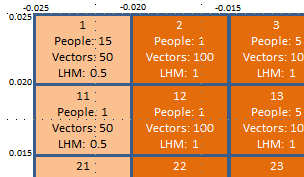 -0.025 -0.020 -0.015
0.025
1 2 3
People: 15 People: 1 People: 5
Vectors: 50 Vectors: 100 Vectors: 10
LHM: 0.5 LHM: 1 LHM: 1
0.020
11 12 13
People: 1 People: 1 People: 5
Vectors: 50 Vectors: 100 Vectors: 10
LHM: 0.5 LHM: 1 LHM: 1
0.015
21 22 23